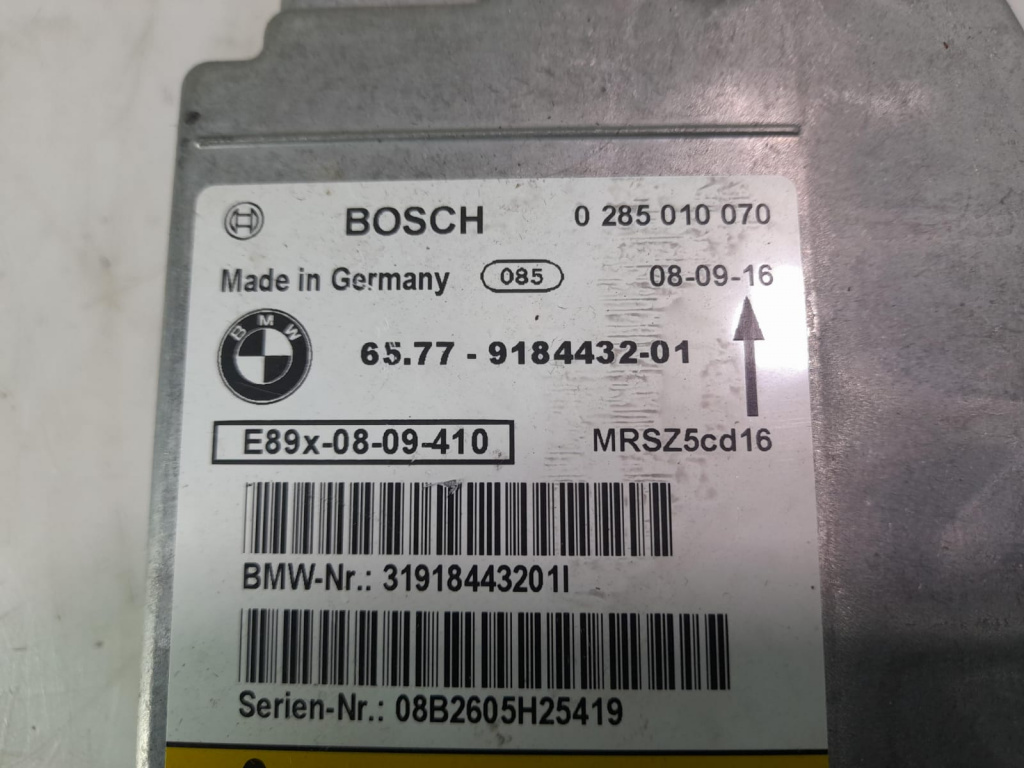 BOSCH 0 285 010 070
Made in Germany 085 08-09-16
BMW
65.77 - 9184432-01
E89x-08-09-410 MRSZ5cd16
BMW-Nr.: 31918443201I
Serien-Nr.: 08B2605H25419